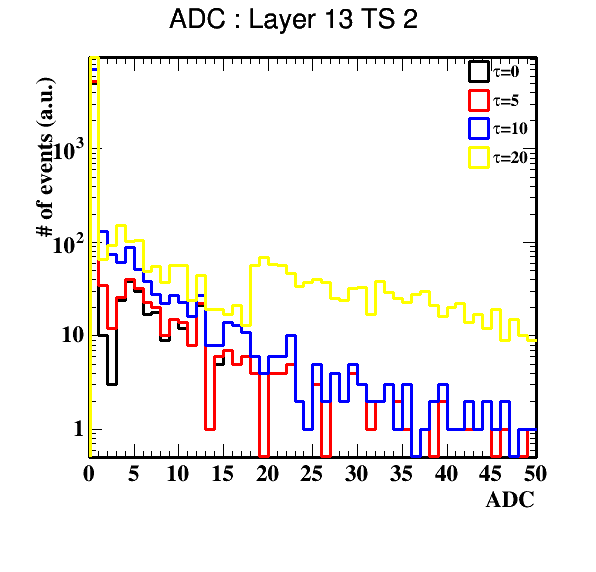 ADC : Layer 13 TS 2
# of events (a.u.)
τ=0
τ=5
τ=10
τ=20
10³
10²
10
1
0 5 10 15 20 25 30 35 40 45 50
ADC